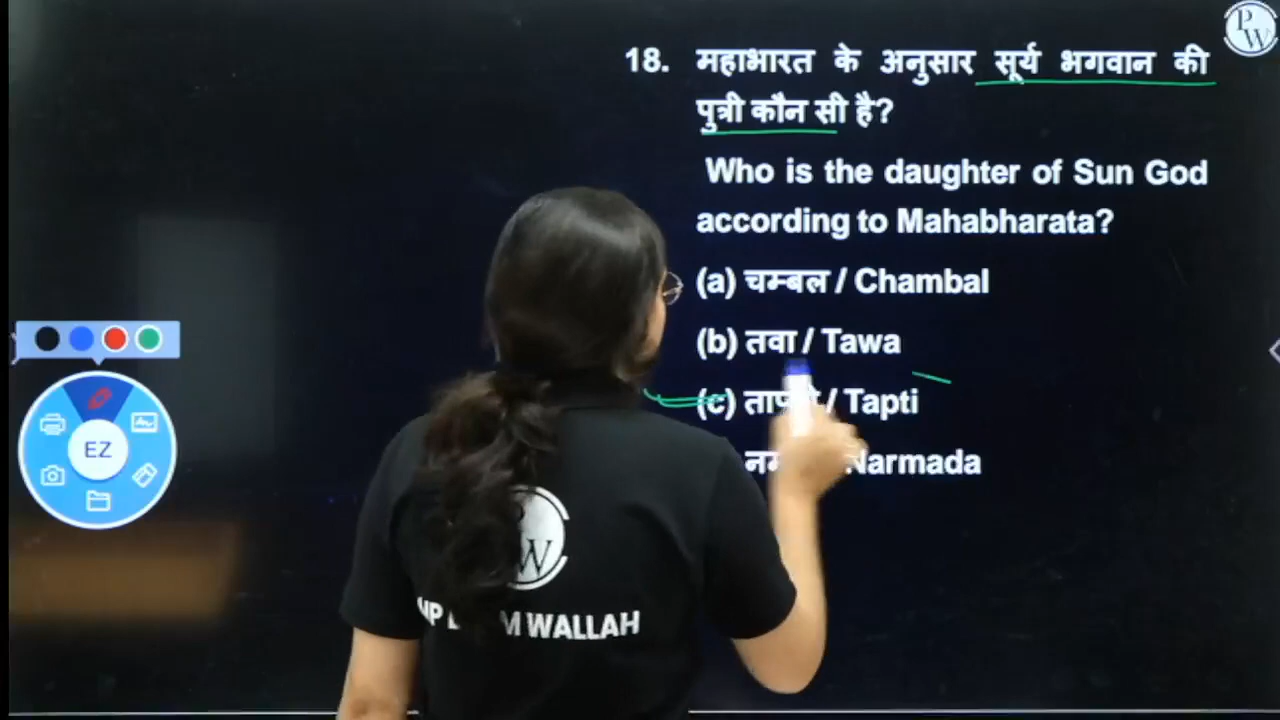 P
W
18. महाभारत के अनुसार सूर्य भगवान की
पुत्री कौन सी है?
Who is the daughter of Sun God
according to Mahabharata?
(a) चम्बल / Chambal
(b) तवा / Tawa
(c) / Tapti
Narmada
EZ
W
WALLAH